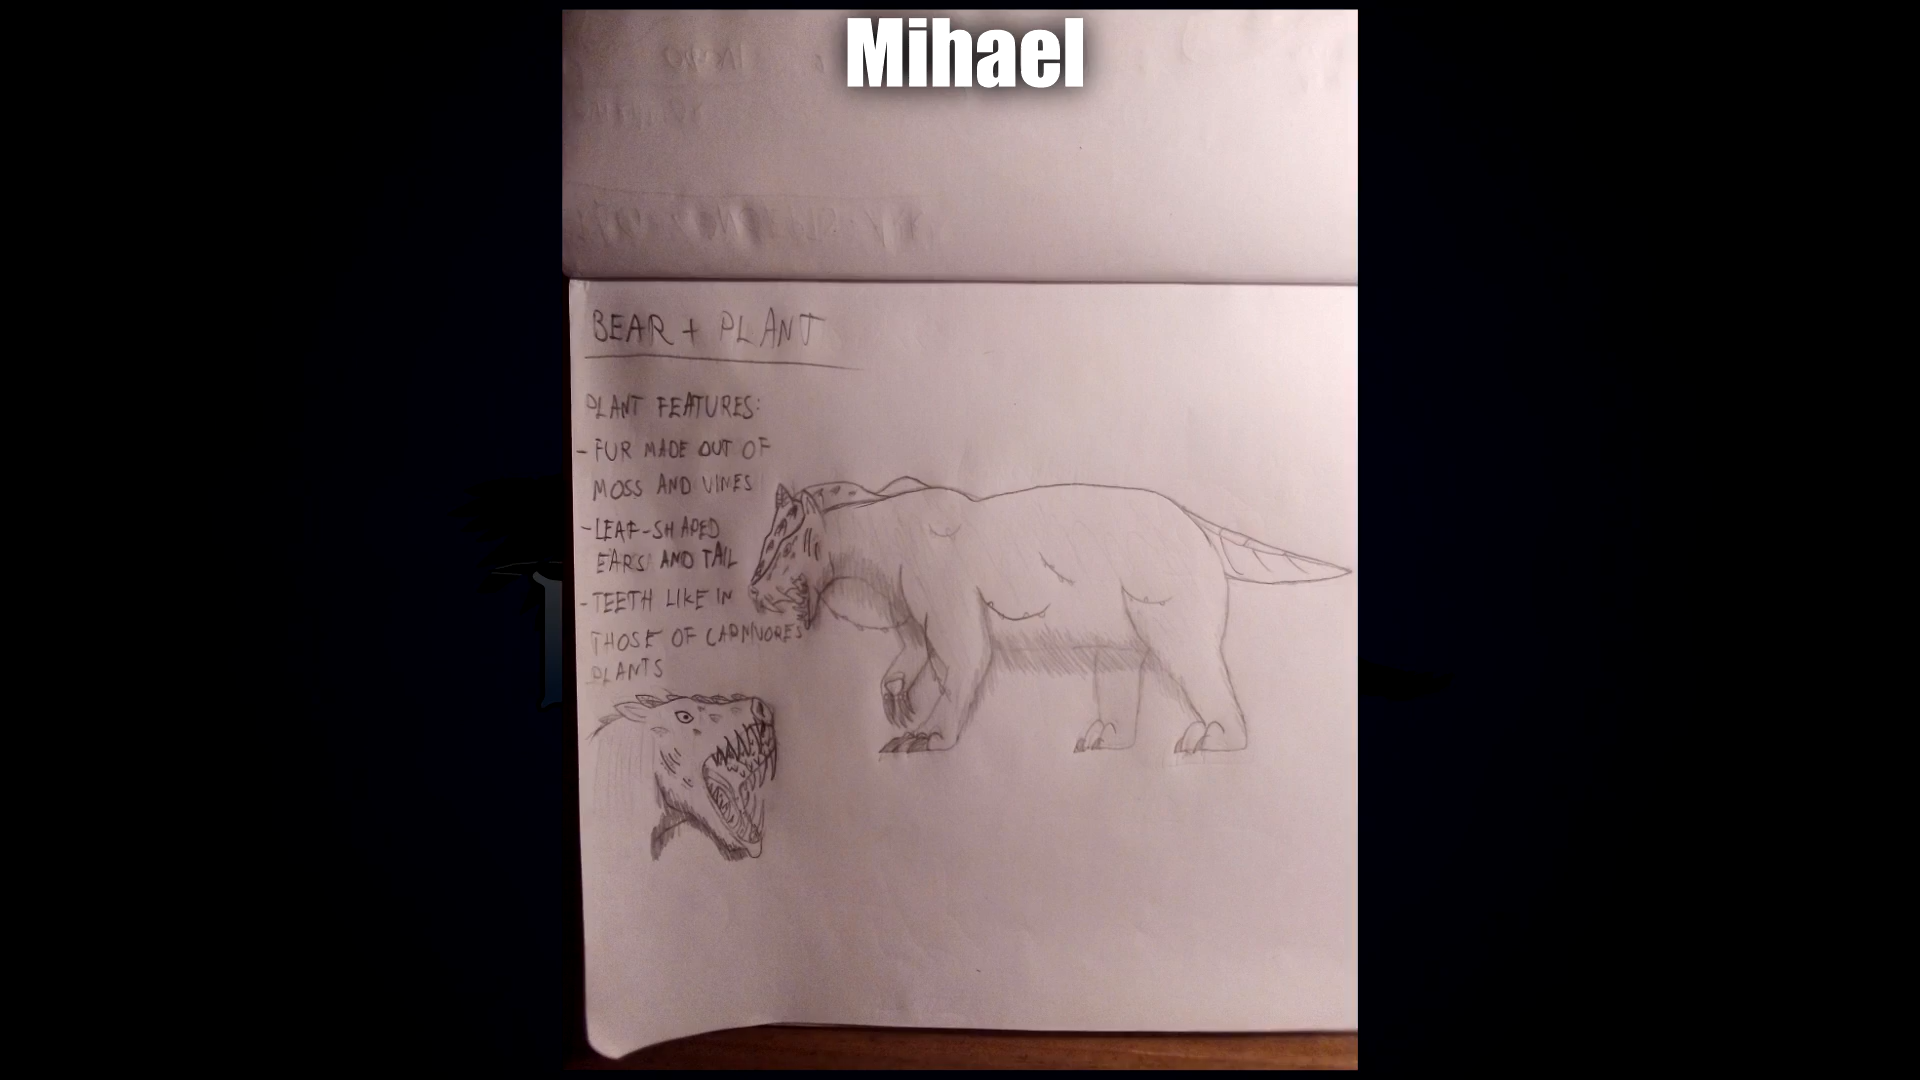 Mihael
BEAR + PLANT
PLANT FEATURES:
- FUR MADE OUT OF
MOSS AND VINES
- LEAF-SHAPED
EARS AND TAIL
- TEETH LIKE IN
THOSE OF CARNIVORES
PLANTS